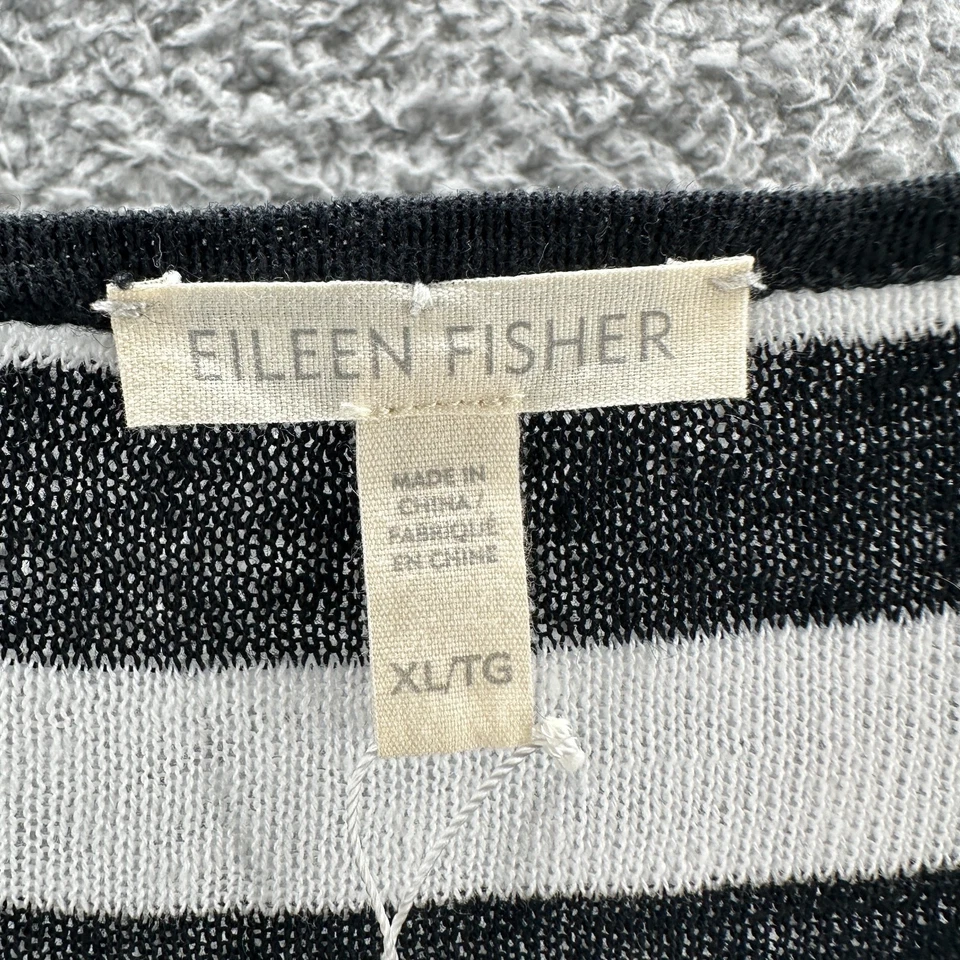 EILEEN FISHER
MADE IN
CHINA/
FABRIQUÉ
EN CHINE
XL/TG